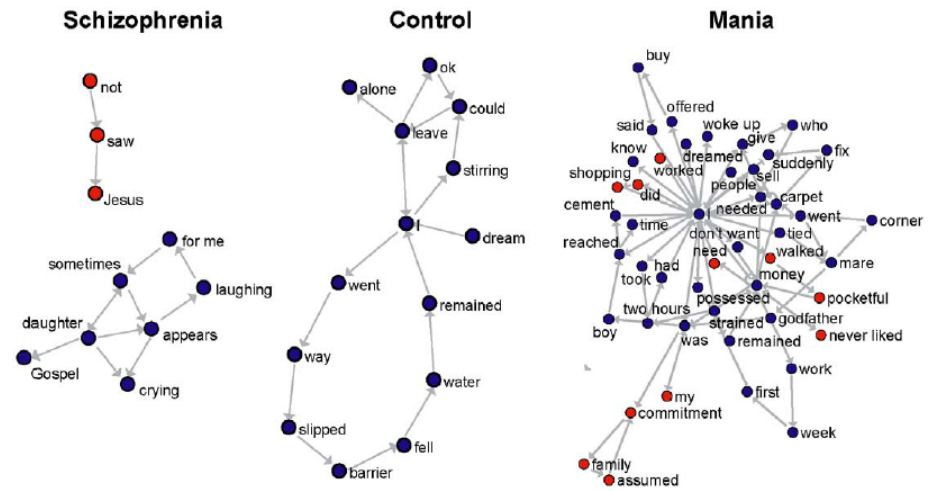 Schizophrenia
not
saw
Jesus
for me
sometimes
laughing
daughter
appears
Gospel
crying
Control
ok
alone
could
leave
stirring
I
dream
went
remained
way
water
slipped
fell
barrier
Mania
buy
offered
said
woke up
give
who
know
dreamed
fix
worked
suddenly
shopping
people
sell
did
cement
I
needed
carpet
went
corner
time
don't want
tied
reached
need
walked
had
mare
took
money
possessed
pocketful
two hours
godfather
boy
strained
never liked
was
remained
work
my
first
commitment
week
family
assumed